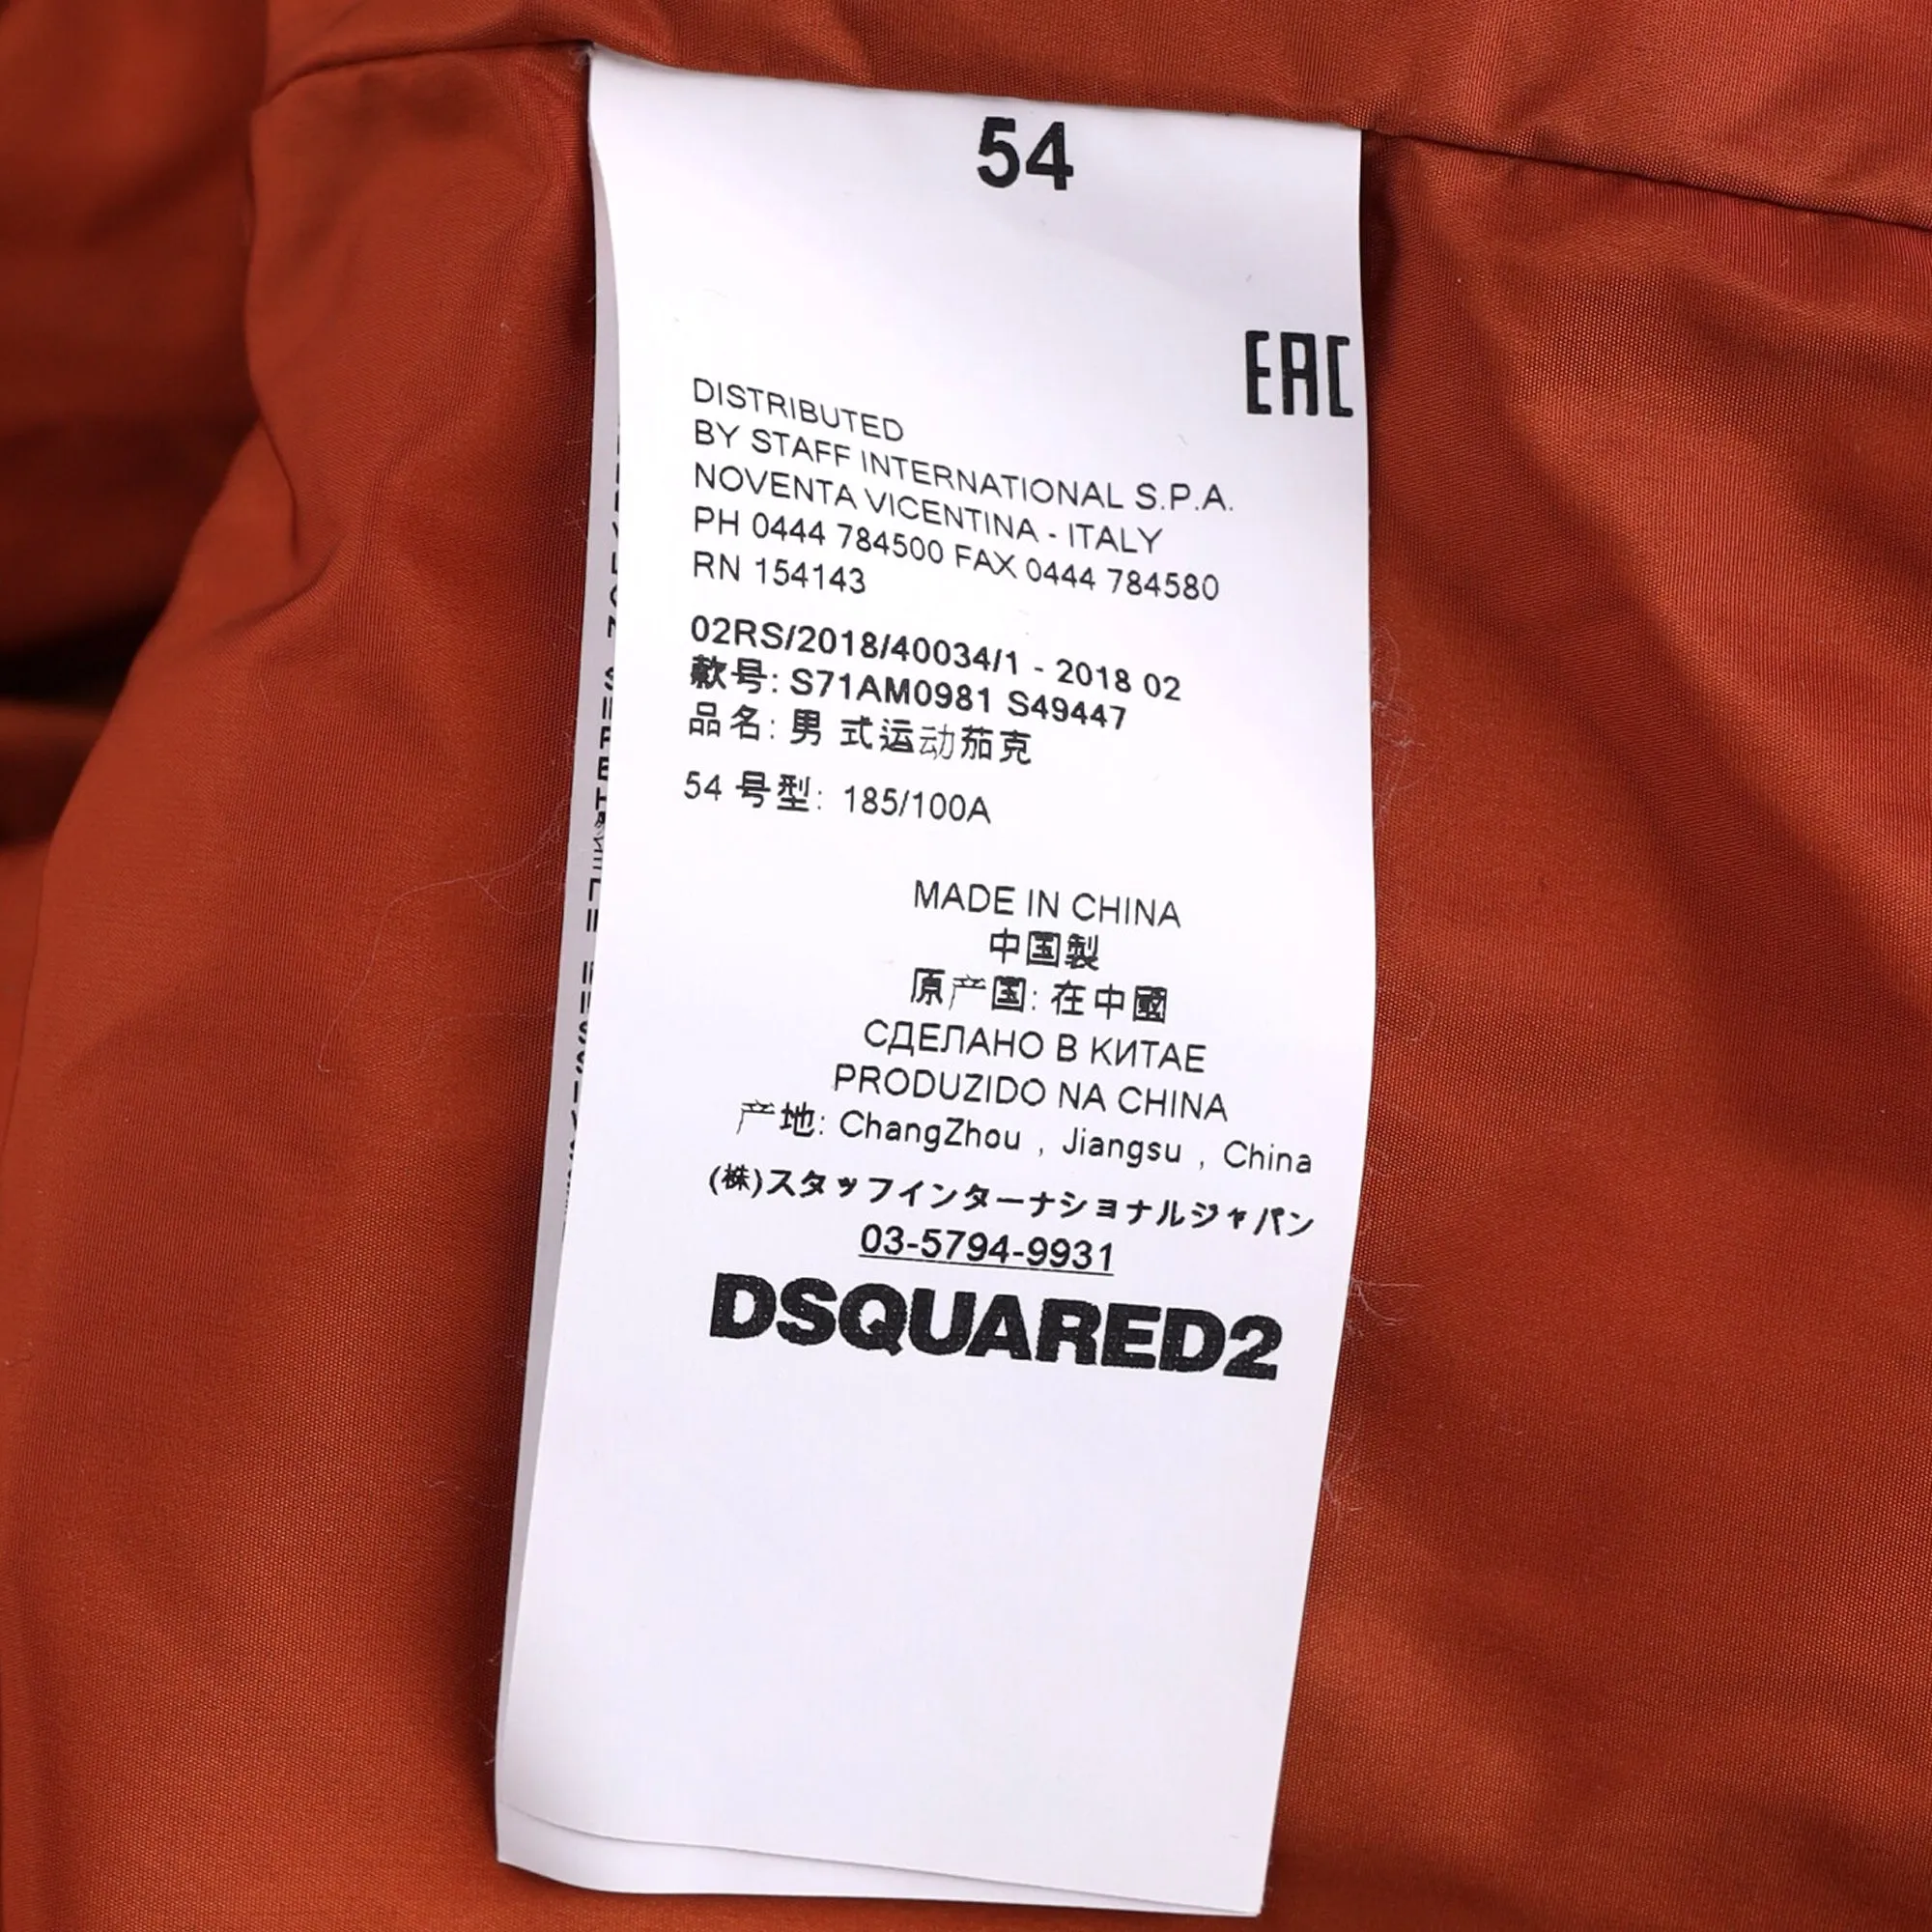 54
EAC
DISTRIBUTED
BY STAFF INTERNATIONAL S.P.A.
NOVENTA VICENTINA - ITALY
PH 0444 784500 FAX 0444 784580
RN 154143
02RS/2018/40034/1 - 2018 02
款号: S71AM0981 S49447
品名: 男 式运动茄克
54 号型: 185/100A
MADE IN CHINA
中国製
原产国: 在中國
СДЕЛАНО В КИТАЕ
PRODUZIDO NA CHINA
产地: ChangZhou , Jiangsu , China
(株)スタッフインターナショナルジャパン
03-5794-9931
DSQUARED2